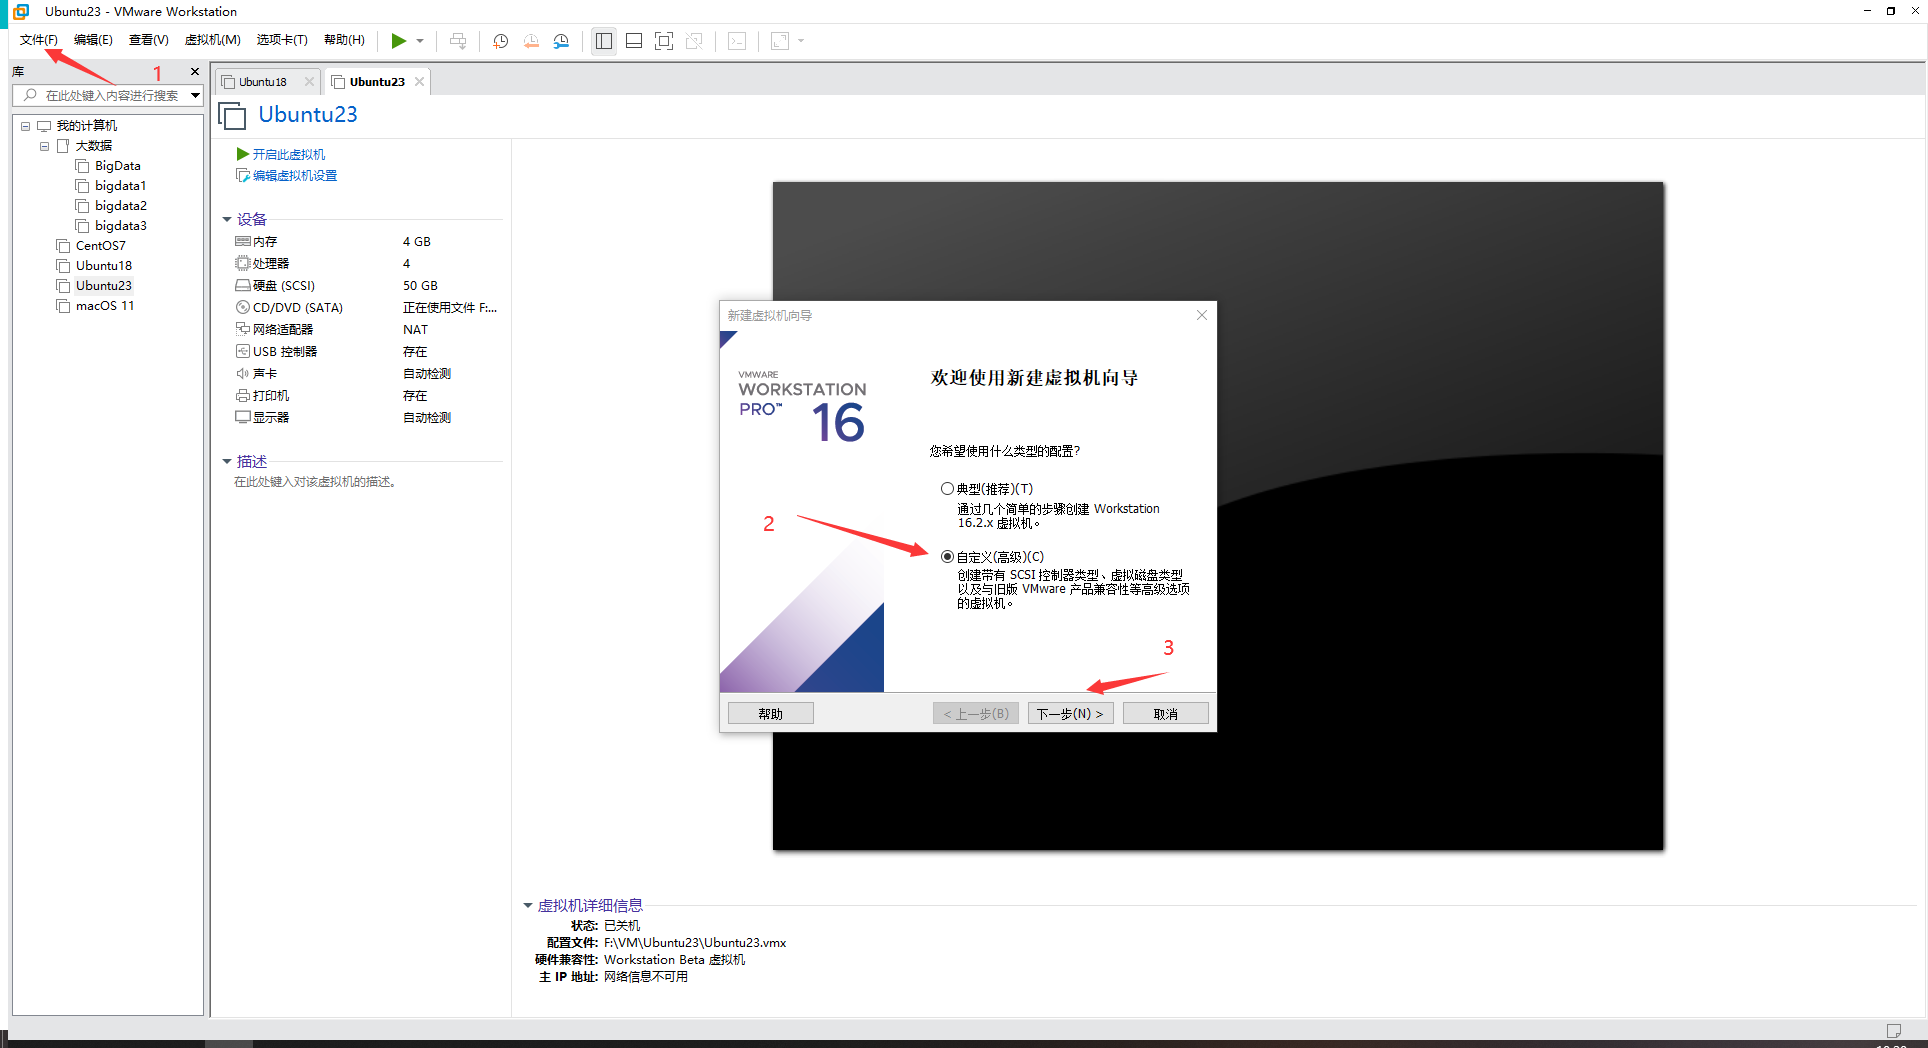 Ubuntu23 - VMware Workstation
文件(F) 编辑(E) 查看(V) 虚拟机(M) 选项卡(T) 帮助(H)
1
库
在此处键入内容进行搜索
我的计算机
大数据
BigData
bigdata1
bigdata2
bigdata3
CentOS7
Ubuntu18
Ubuntu23
macOS 11
Ubuntu18
Ubuntu23
Ubuntu23
开启此虚拟机
编辑虚拟机设置
设备
内存 4 GB
处理器 4
硬盘 (SCSI) 50 GB
CD/DVD (SATA) 正在使用文件 F:...
网络适配器 NAT
USB 控制器 存在
声卡 自动检测
打印机 存在
显示器 自动检测
描述
在此处键入对该虚拟机的描述。
新建虚拟机向导
VMWARE
WORKSTATION
PRO™ 16
欢迎使用新建虚拟机向导
您希望使用什么类型的配置?
典型(推荐)(T)
通过几个简单的步骤创建 Workstation
16.2.x 虚拟机。
2
自定义(高级)(C)
创建带有 SCSI 控制器类型、虚拟磁盘类型
以及与旧版 VMware 产品兼容性等高级选项
的虚拟机。
3
帮助 < 上一步(B) 下一步(N) > 取消
虚拟机详细信息
状态: 已关机
配置文件: F:\VM\Ubuntu23\Ubuntu23.vmx
硬件兼容性: Workstation Beta 虚拟机
主 IP 地址: 网络信息不可用